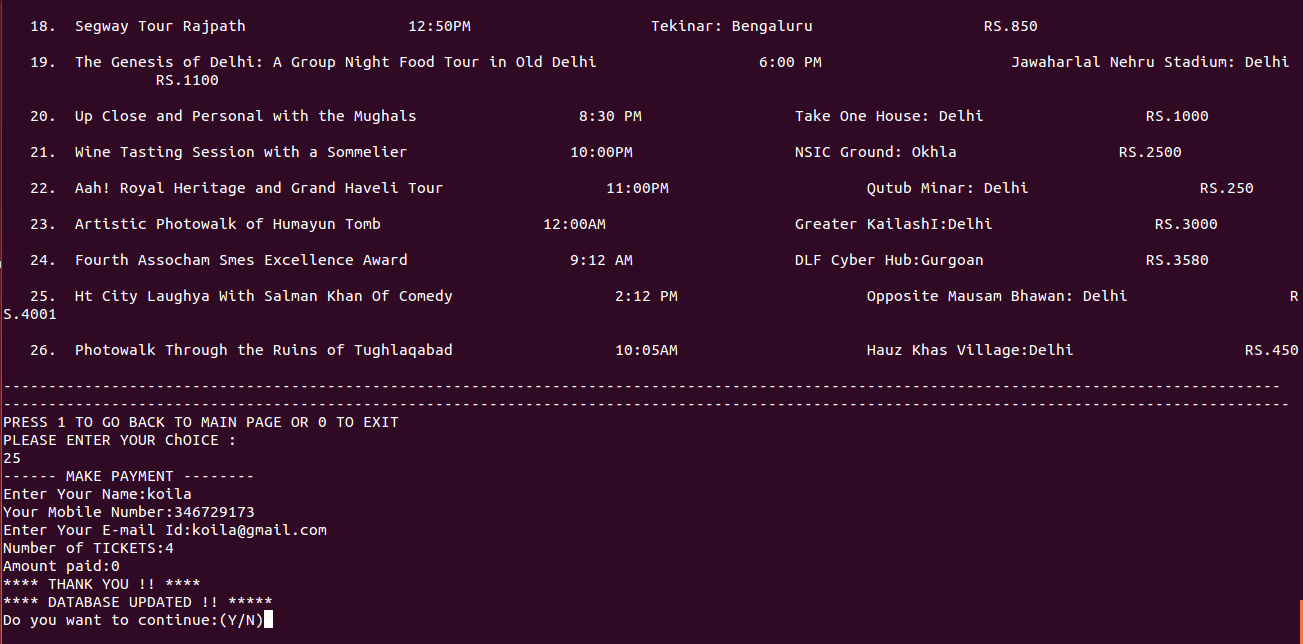 18. Segway Tour Rajpath 12:50PM Tekinar: Bengaluru RS.850
19. The Genesis of Delhi: A Group Night Food Tour in Old Delhi 6:00 PM Jawaharlal Nehru Stadium: Delhi
RS.1100
20. Up Close and Personal with the Mughals 8:30 PM Take One House: Delhi RS.1000
21. Wine Tasting Session with a Sommelier 10:00PM NSIC Ground: Okhla RS.2500
22. Aah! Royal Heritage and Grand Haveli Tour 11:00PM Qutub Minar: Delhi RS.250
23. Artistic Photowalk of Humayun Tomb 12:00AM Greater KailashI:Delhi RS.3000
24. Fourth Assocham Smes Excellence Award 9:12 AM DLF Cyber Hub:Gurgoan RS.3580
25. Ht City Laughya With Salman Khan Of Comedy 2:12 PM Opposite Mausam Bhawan: Delhi R
S.4001
26. Photowalk Through the Ruins of Tughlaqabad 10:05AM Hauz Khas Village:Delhi RS.450
----------------------------------------------------------------------------------------------------------------------------------------------
-----------------------------------------------------------------------------------------------------------------------------------------------
PRESS 1 TO GO BACK TO MAIN PAGE OR 0 TO EXIT
PLEASE ENTER YOUR ChOICE :
25
------ MAKE PAYMENT --------
Enter Your Name:koila
Your Mobile Number:346729173
Enter Your E-mail Id:koila@gmail.com
Number of TICKETS:4
Amount paid:0
**** THANK YOU !! ****
**** DATABASE UPDATED !! *****
Do you want to continue:(Y/N)